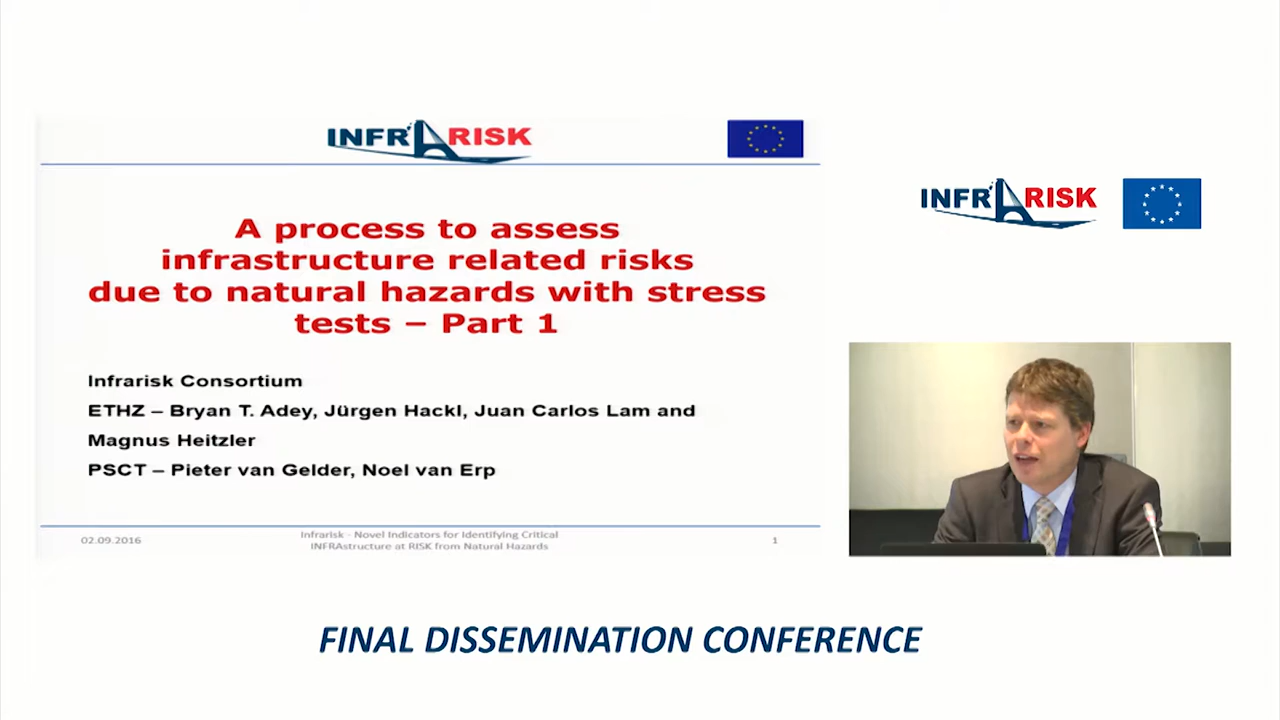 INFRARISK
A process to assess
infrastructure related risks
due to natural hazards with stress
tests – Part 1
Infrarisk Consortium
ETHZ – Bryan T. Adey, Jürgen Hackl, Juan Carlos Lam and
Magnus Heitzler
PSCT – Pieter van Gelder, Noel van Erp
02.09.2016
Infrarisk - Novel Indicators for Identifying Critical
INFRAstructure at RISK from Natural Hazards
1
INFRARISK
FINAL DISSEMINATION CONFERENCE